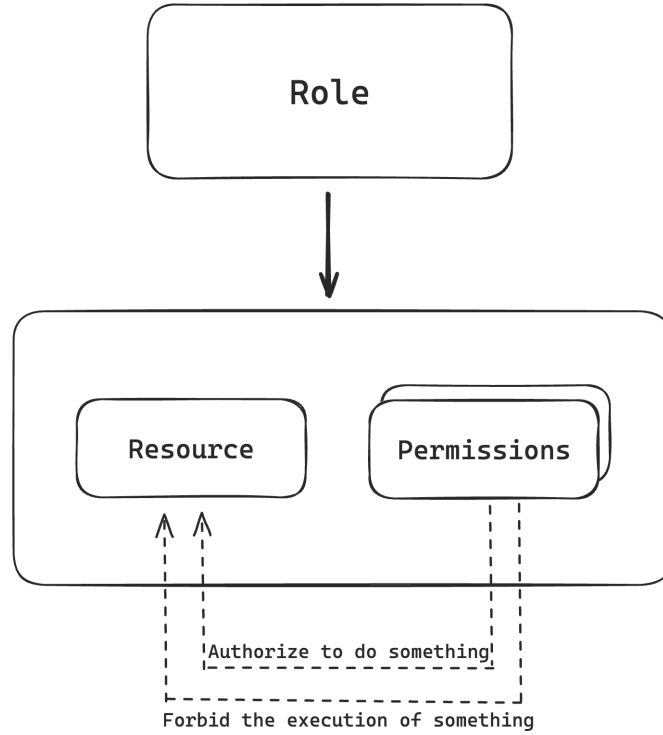 Role
Resource
Permissions
Authorize to do something
Forbid the execution of something